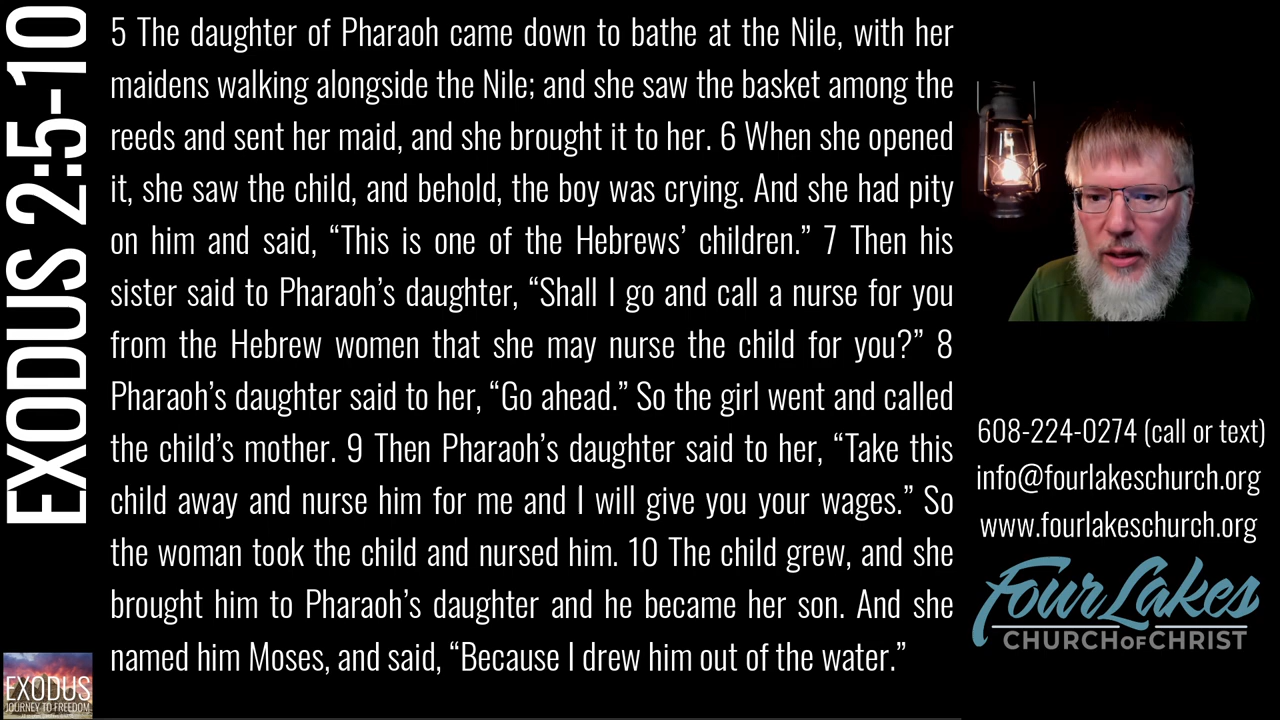 EXODUS 2:5-10
5 The daughter of Pharaoh came down to bathe at the Nile, with her
maidens walking alongside the Nile; and she saw the basket among the
reeds and sent her maid, and she brought it to her. 6 When she opened
it, she saw the child, and behold, the boy was crying. And she had pity
on him and said, “This is one of the Hebrews’ children.” 7 Then his
sister said to Pharaoh’s daughter, “Shall I go and call a nurse for you
from the Hebrew women that she may nurse the child for you?” 8
Pharaoh’s daughter said to her, “Go ahead.” So the girl went and called
the child’s mother. 9 Then Pharaoh’s daughter said to her, “Take this
child away and nurse him for me and I will give you your wages.” So
the woman took the child and nursed him. 10 The child grew, and she
brought him to Pharaoh’s daughter and he became her son. And she
named him Moses, and said, “Because I drew him out of the water.”
608-224-0274 (call or text)
info@fourlakeschurch.org
www.fourlakeschurch.org
Four Lakes
CHURCH OF CHRIST
EXODUS
JOURNEY TO FREEDOM